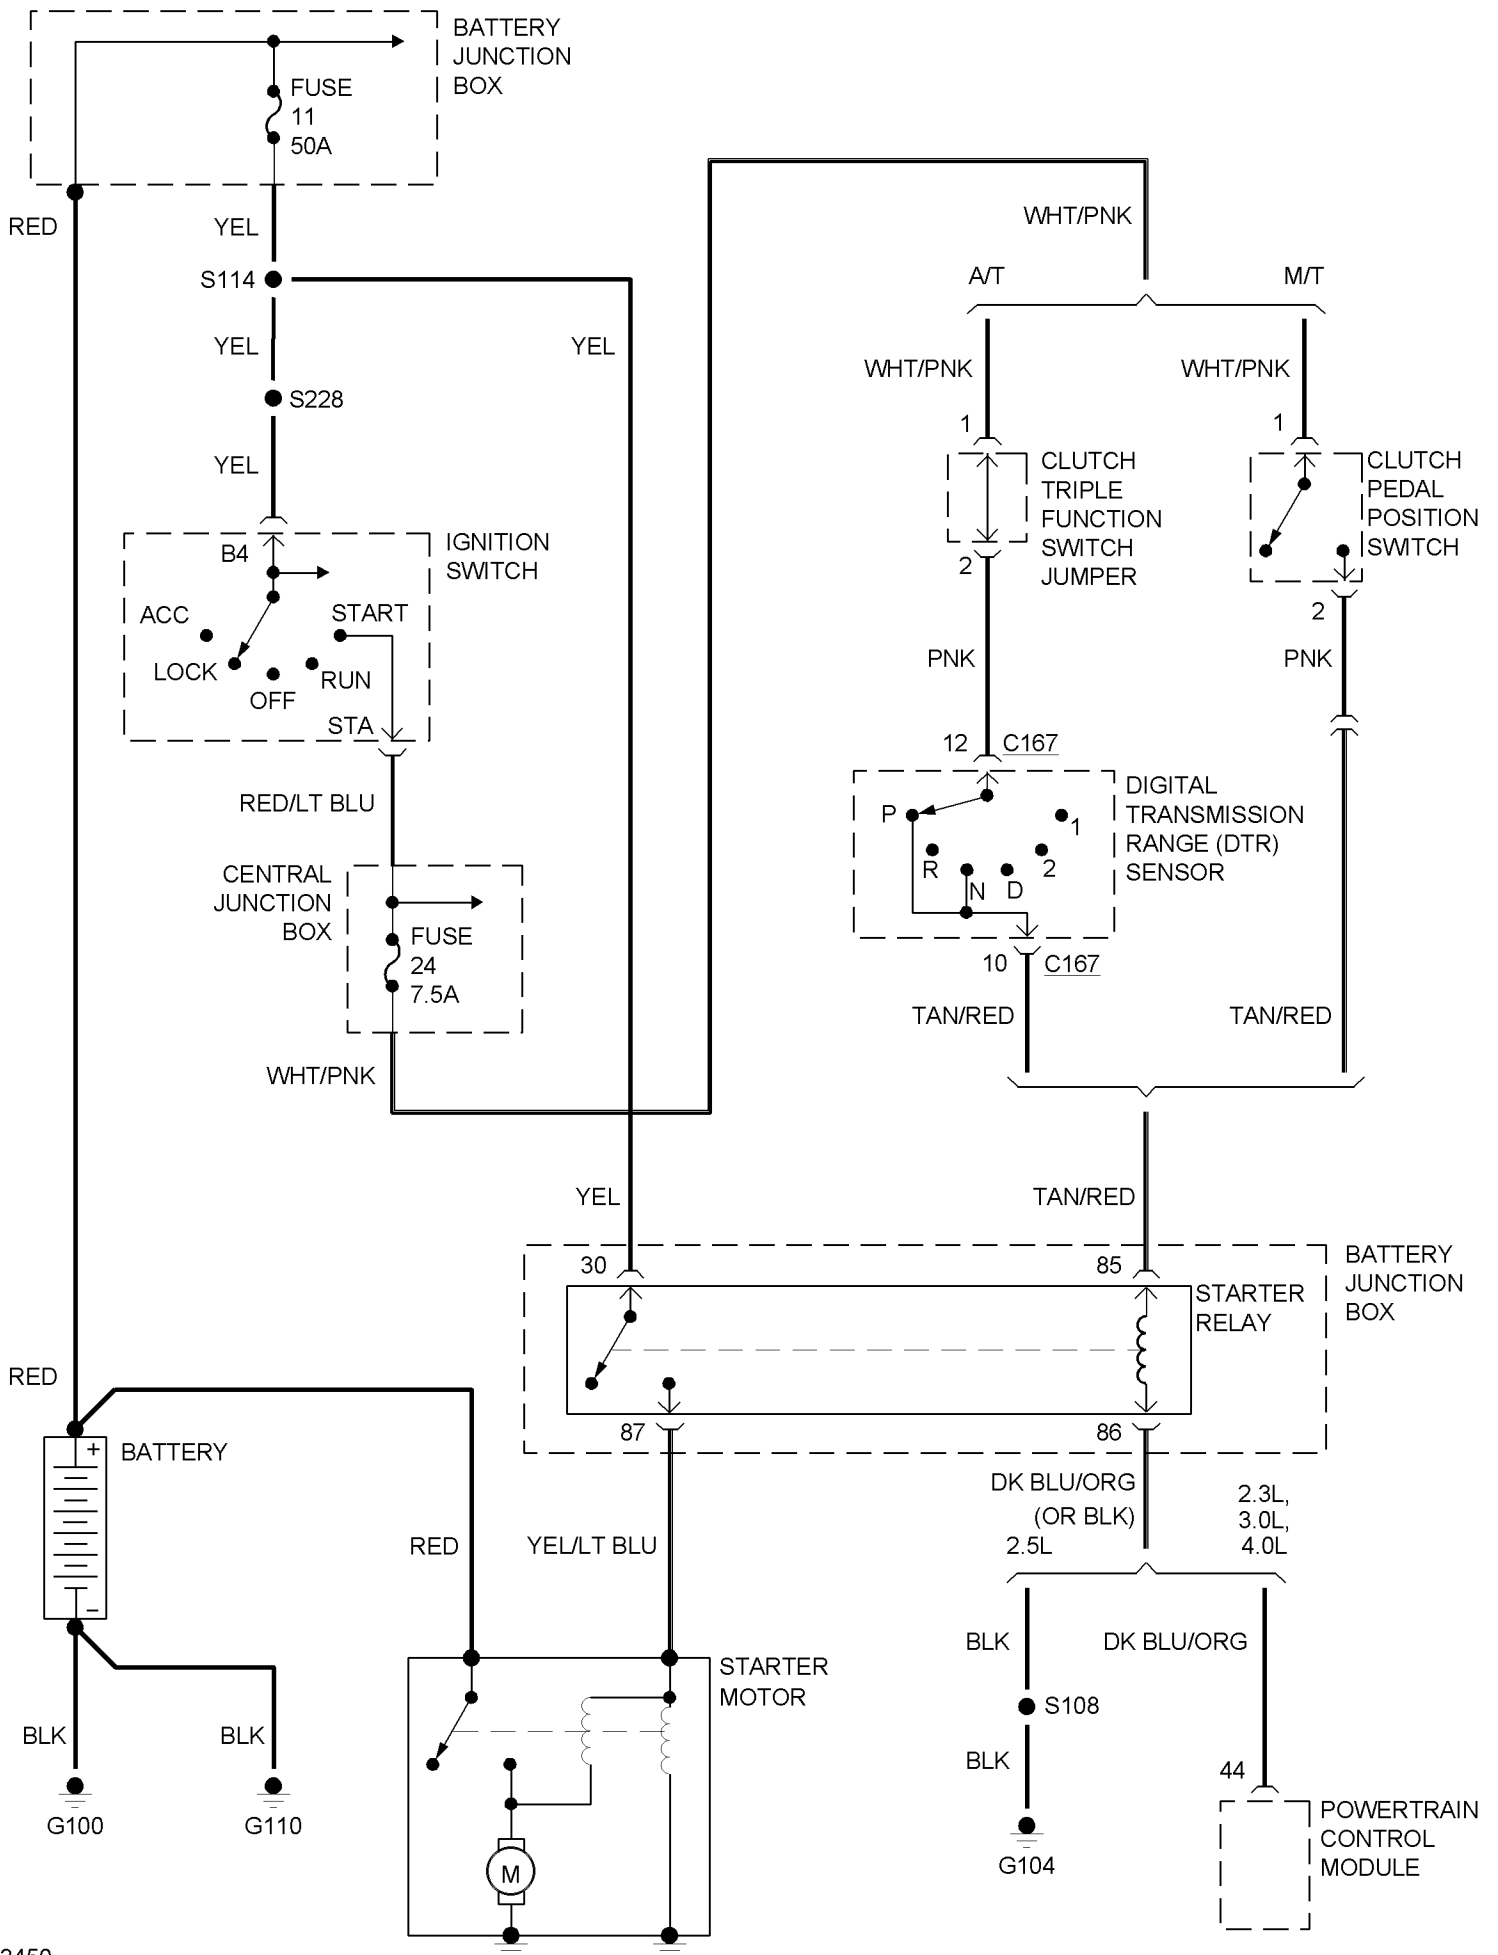 BATTERY
JUNCTION
BOX
FUSE
11
50A
RED
YEL
S114
YEL
YEL
S228
YEL
WHT/PNK
A/T
M/T
WHT/PNK
WHT/PNK
1
1
CLUTCH
TRIPLE
FUNCTION
SWITCH
JUMPER
CLUTCH
PEDAL
POSITION
SWITCH
2
2
IGNITION
SWITCH
B4
ACC
START
LOCK
RUN
OFF
STA
PNK
PNK
12 C167
RED/LT BLU
DIGITAL
TRANSMISSION
RANGE (DTR)
SENSOR
P
1
R
N
D
2
CENTRAL
JUNCTION
BOX
FUSE
24
7.5A
10 C167
TAN/RED
TAN/RED
WHT/PNK
YEL
TAN/RED
30
85
BATTERY
JUNCTION
BOX
STARTER
RELAY
RED
87
86
+
BATTERY
–
DK BLU/ORG
(OR BLK)
2.5L
2.3L,
3.0L,
4.0L
RED
YEL/LT BLU
BLK
DK BLU/ORG
STARTER
MOTOR
S108
BLK
BLK
BLK
44
G100
G110
M
G104
POWERTRAIN
CONTROL
MODULE